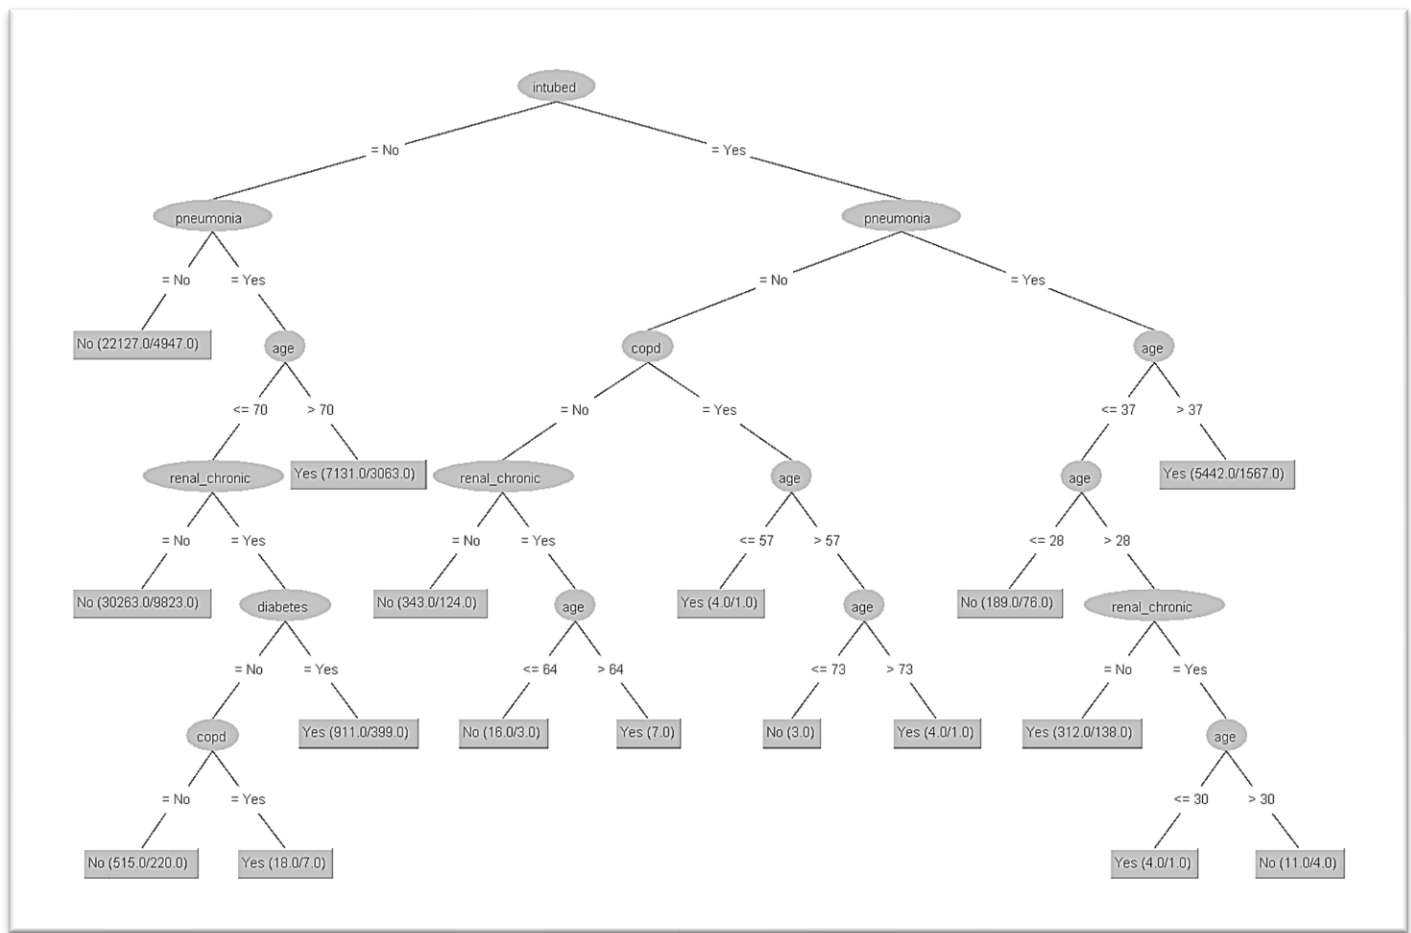 intubed
= No
= Yes
pneumonia
pneumonia
= No
= Yes
= No
= Yes
No (22127.0/4947.0)
age
copd
age
<= 70
> 70
= No
= Yes
<= 37
> 37
renal_chronic
Yes (7131.0/3063.0)
renal_chronic
age
age
Yes (5442.0/1567.0)
= No
= Yes
= No
= Yes
<= 57
> 57
<= 28
> 28
No (30263.0/9823.0)
diabetes
No (343.0/124.0)
age
Yes (4.0/1.0)
age
No (189.0/76.0)
renal_chronic
= No
= Yes
<= 64
> 64
<= 73
> 73
= No
= Yes
copd
Yes (911.0/399.0)
No (16.0/3.0)
Yes (7.0)
No (3.0)
Yes (4.0/1.0)
Yes (312.0/138.0)
age
= No
= Yes
<= 30
> 30
No (515.0/220.0)
Yes (18.0/7.0)
Yes (4.0/1.0)
No (11.0/4.0)